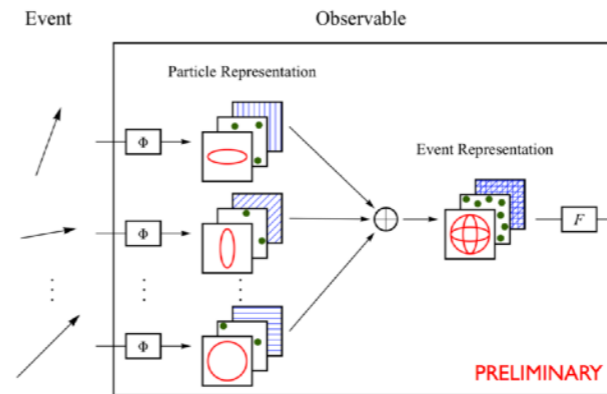 Event
Observable
Particle Representation
Φ
Event Representation
Φ
F
Φ
PRELIMINARY